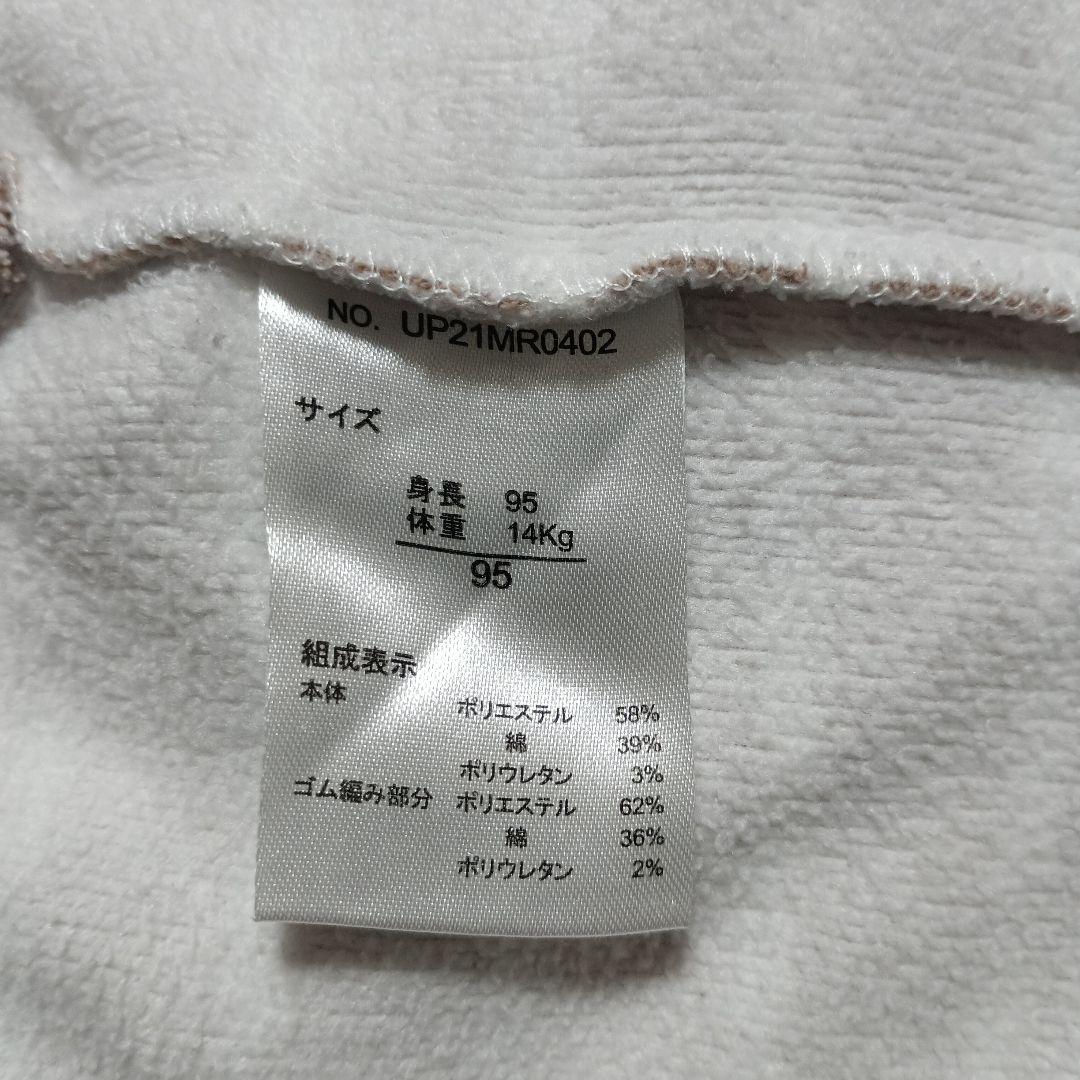 NO. UP21MR0402
サイズ
身長 95
体重 14Kg
95
組成表示
本体 ポリエステル 58%
綿 39%
ポリウレタン 3%
ゴム編み部分 ポリエステル 62%
綿 36%
ポリウレタン 2%